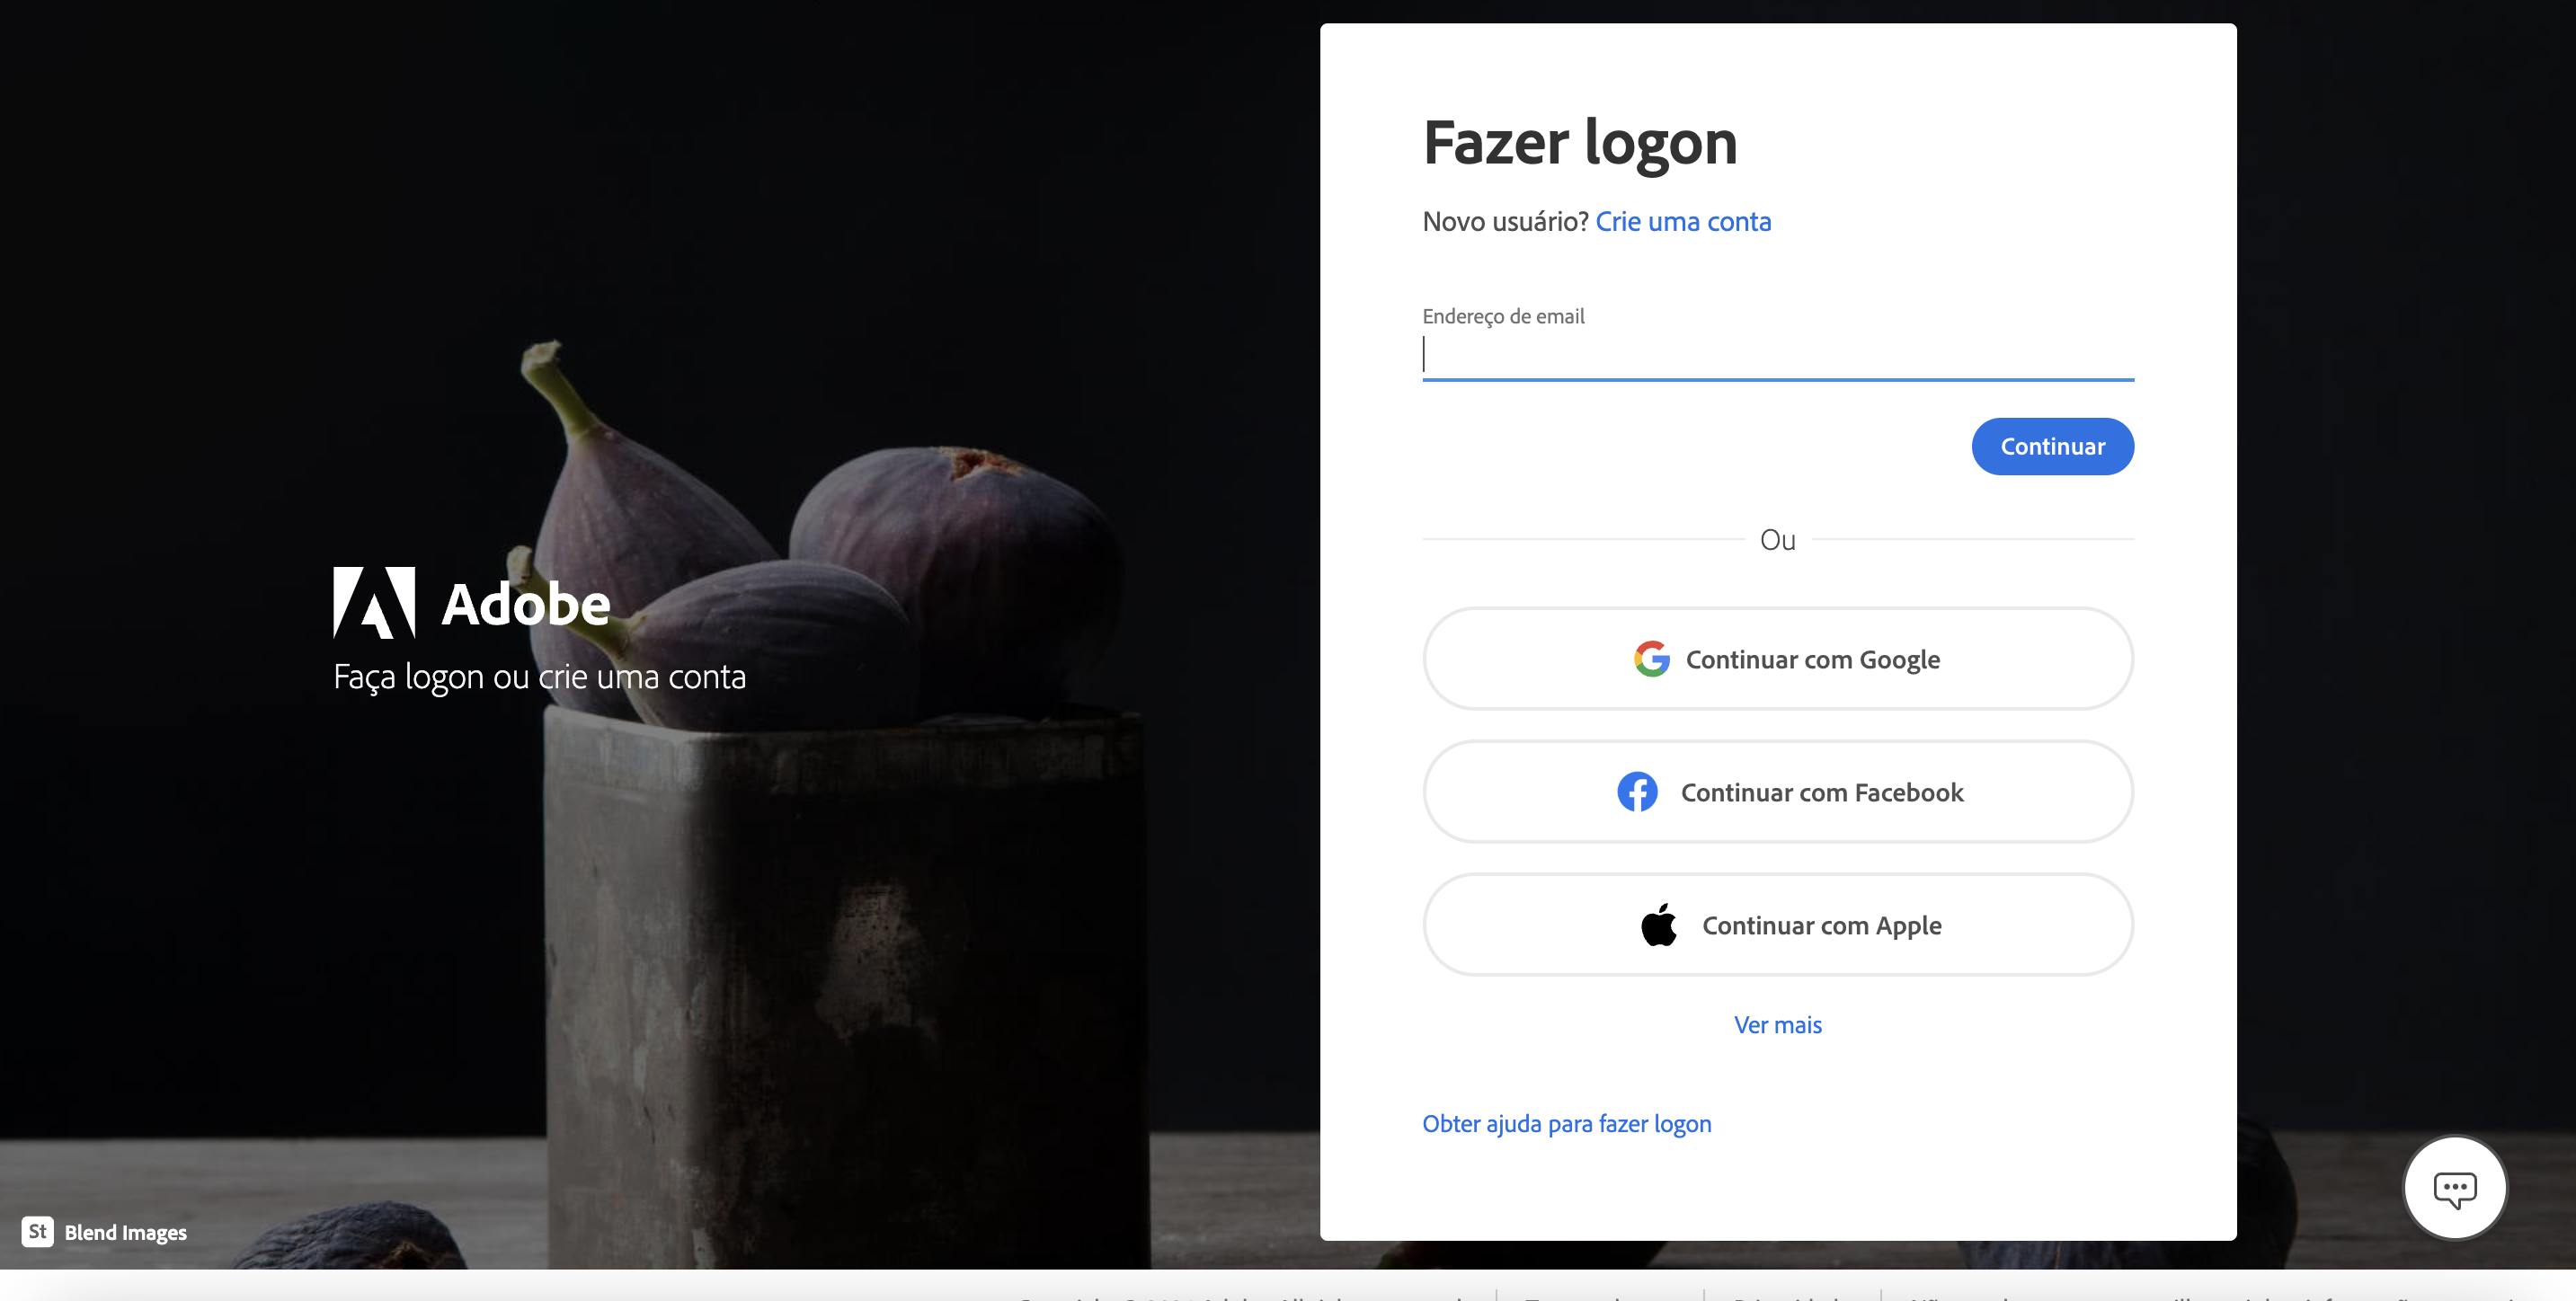 Adobe
Faça logon ou crie uma conta
St Blend Images
Fazer logon
Novo usuário? Crie uma conta
Endereço de email
Continuar
Ou
Continuar com Google
Continuar com Facebook
Continuar com Apple
Ver mais
Obter ajuda para fazer logon